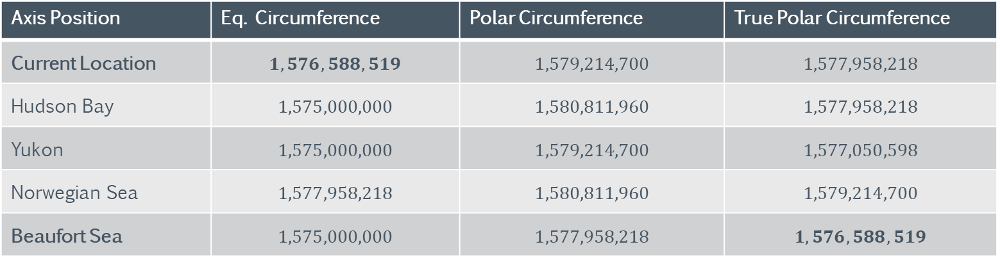 Axis Position Eq. Circumference Polar Circumference True Polar Circumference
Current Location 1, 576, 588, 519 1,579,214,700 1,577,958,218
Hudson Bay 1,575,000,000 1,580,811,960 1,577,958,218
Yukon 1,575,000,000 1,579,214,700 1,577,050,598
Norwegian Sea 1,577,958,218 1,580,811,960 1,579,214,700
Beaufort Sea 1,575,000,000 1,577,958,218 1, 576, 588, 519